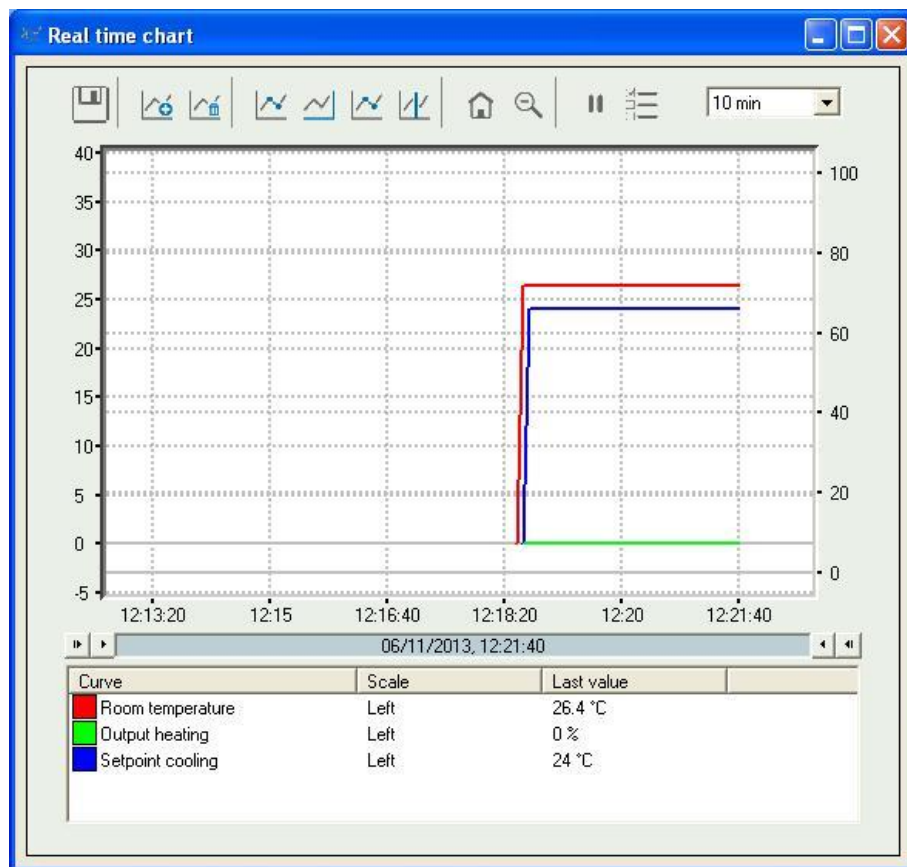 Real time chart
10 min
40
35
30
25
20
15
10
5
0
-5
100
80
60
40
20
0
12:13:20 12:15 12:16:40 12:18:20 12:20 12:21:40
06/11/2013, 12:21:40
Curve Scale Last value
Room temperature Left 26.4 °C
Output heating Left 0 %
Setpoint cooling Left 24 °C